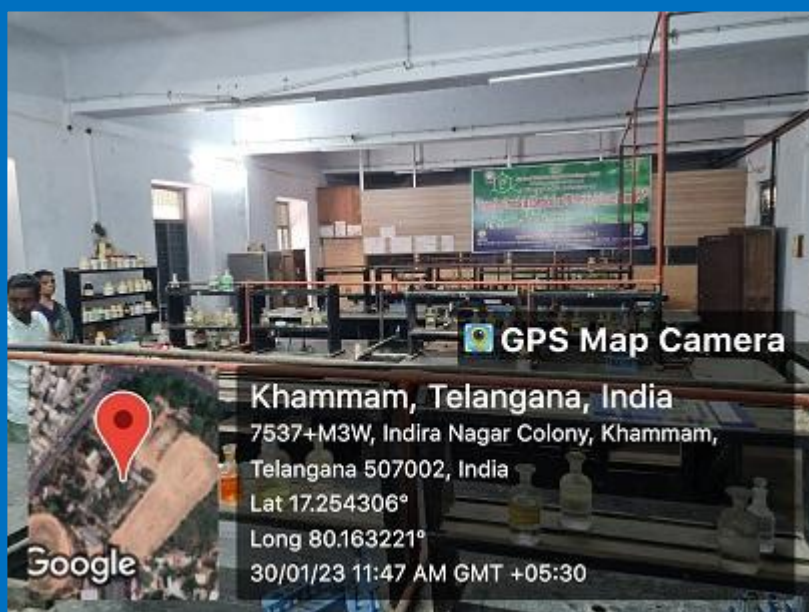 GPS Map Camera
Khammam, Telangana, India
7537+M3W, Indira Nagar Colony, Khammam,
Telangana 507002, India
Lat 17.254306°
Long 80.163221°
30/01/23 11:47 AM GMT +05:30
Google